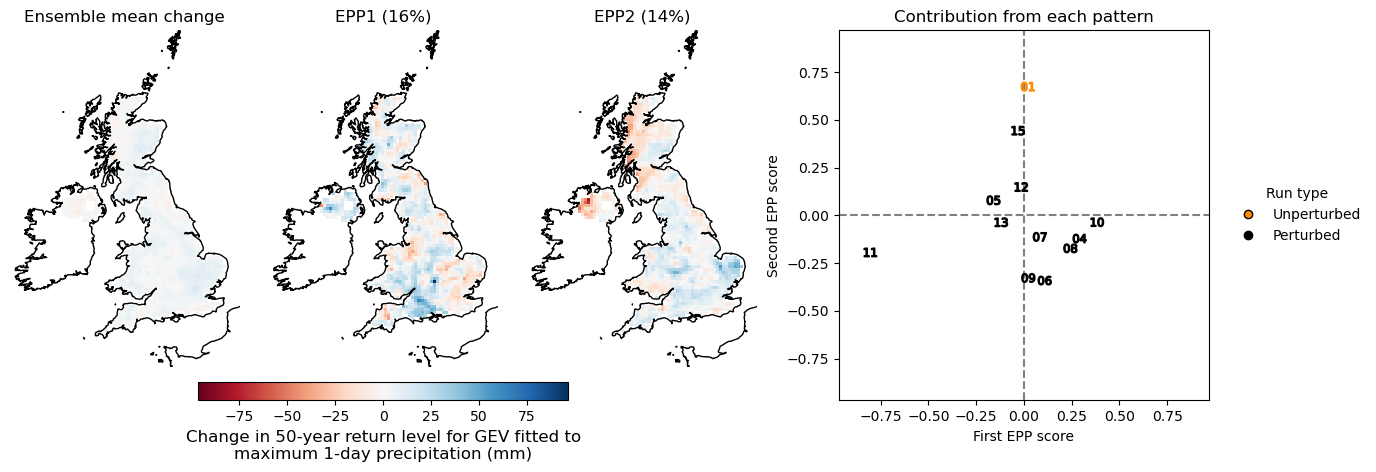 Ensemble mean change
EPP1 (16%)
EPP2 (14%)
Contribution from each pattern
−75 −50 −25 0 25 50 75
Change in 50-year return level for GEV fitted to
maximum 1-day precipitation (mm)
Second EPP score
0.75
0.50
0.25
0.00
−0.25
−0.50
−0.75
01
15
12
05
13
10
07
04
08
11
09
06
−0.75 −0.50 −0.25 0.00 0.25 0.50 0.75
First EPP score
Run type
Unperturbed
Perturbed